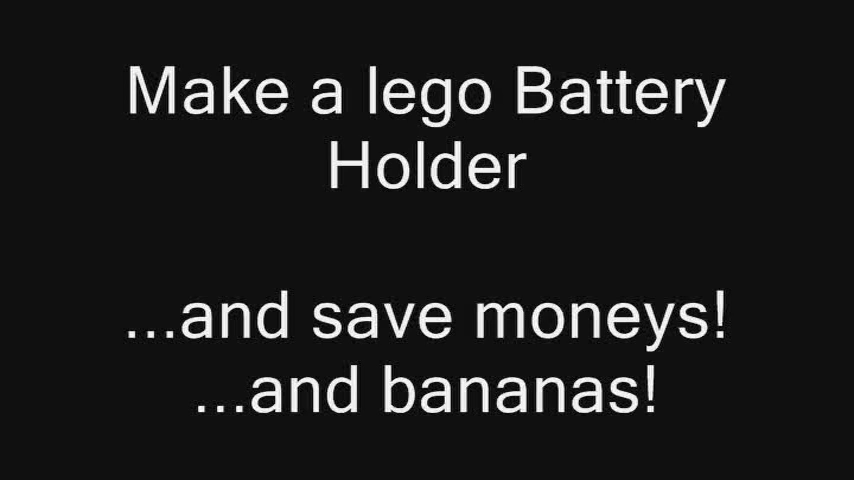 Make a lego Battery
Holder
...and save moneys!
...and bananas!